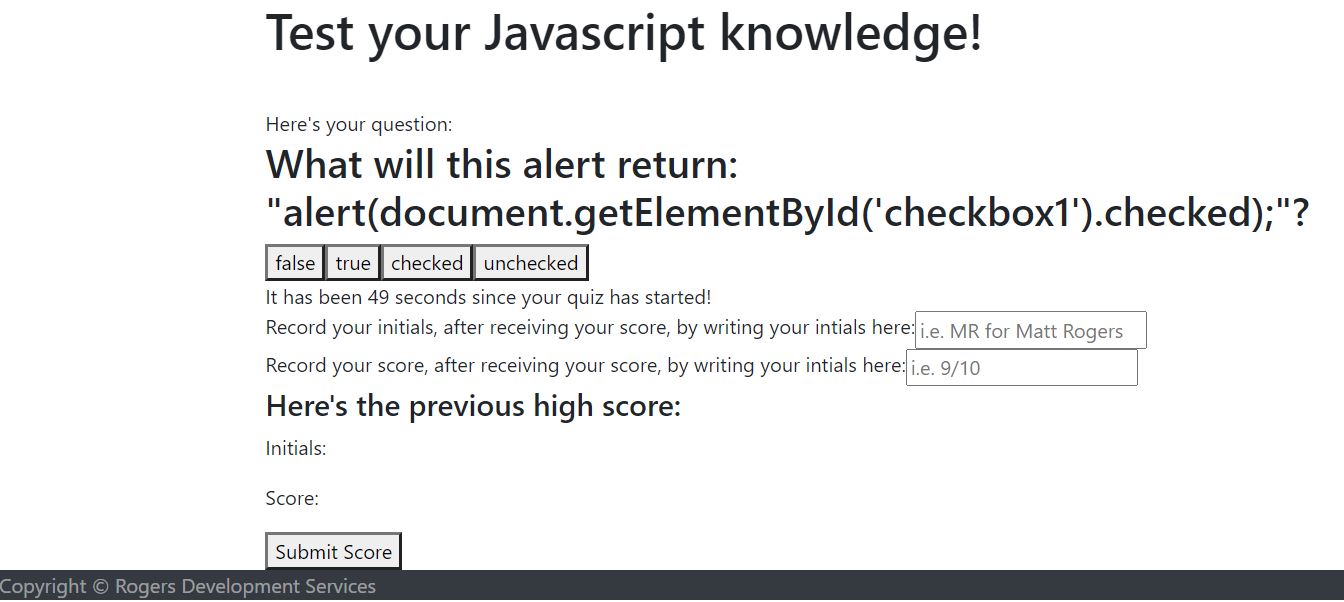 Test your Javascript knowledge!
Here's your question:
What will this alert return:
"alert(document.getElementById('checkbox1').checked);"?
false true checked unchecked
It has been 49 seconds since your quiz has started!
Record your initials, after receiving your score, by writing your intials here: i.e. MR for Matt Rogers
Record your score, after receiving your score, by writing your intials here: i.e. 9/10
Here's the previous high score:
Initials:
Score:
Submit Score
Copyright © Rogers Development Services